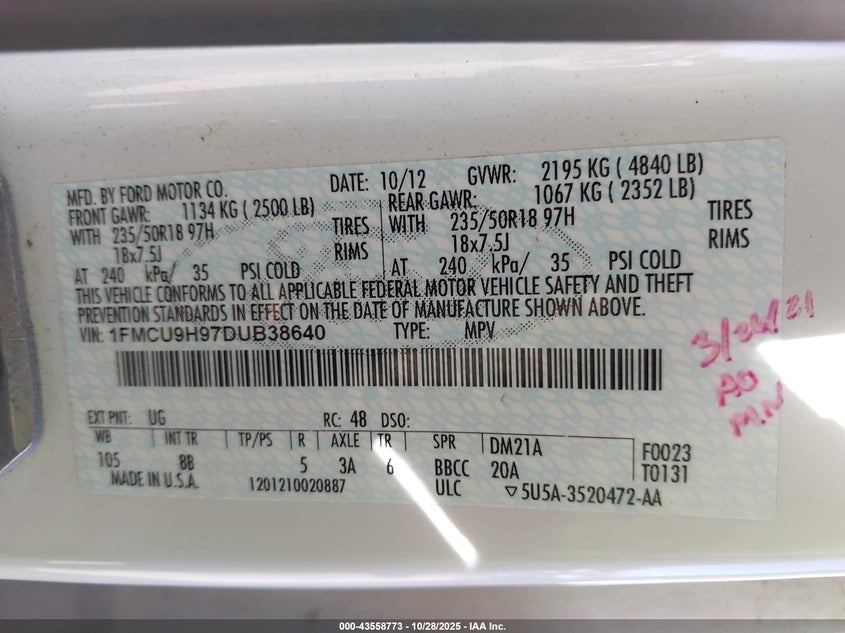 MFD. BY FORD MOTOR CO. DATE: 10/12 GVWR: 2195 KG ( 4840 LB)
FRONT GAWR: 1134 KG ( 2500 LB) REAR GAWR: 1067 KG ( 2352 LB)
WITH 235/50R18 97H TIRES WITH 235/50R18 97H TIRES
18x7.5J RIMS 18x7.5J RIMS
AT 240 kPa/ 35 PSI COLD AT 240 kPa/ 35 PSI COLD
THIS VEHICLE CONFORMS TO ALL APPLICABLE FEDERAL MOTOR VEHICLE SAFETY AND THEFT
PREVENTION STANDARDS IN EFFECT ON THE DATE OF MANUFACTURE SHOWN ABOVE.
VIN: 1FMCU9H97DUB38640 TYPE: MPV
3/26/21
AO
M.N
EXT PNT: UG RC: 48 DSO:
WB INT TR TP/PS R AXLE TR SPR DM21A F0023
105 8B 5 3A 6 BBCC 20A T0131
MADE IN U.S.A. 1201210020887 ULC ▽5U5A-3520472-AA
000-43558773 - 10/28/2025 - IAA Inc.